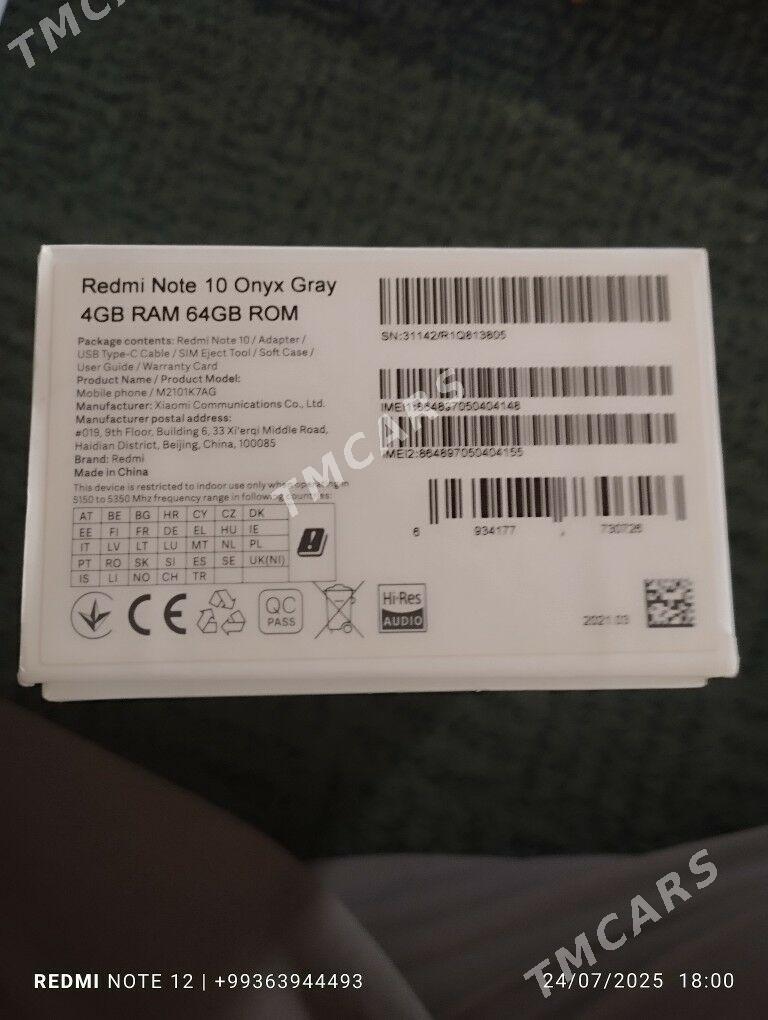 TMCARS
Redmi Note 10 Onyx Gray
4GB RAM 64GB ROM
Package contents: Redmi Note 10 / Adapter /
USB Type-C Cable / SIM Eject Tool / Soft Case /
User Guide / Warranty Card
Product Name / Product Model:
Mobile phone / M2101K7AG
Manufacturer: Xiaomi Communications Co., Ltd.
Manufacturer postal address:
#019, 9th Floor, Building 6, 33 Xi'erqi Middle Road,
Haidian District, Beijing, China, 100085
Brand: Redmi
Made in China
This device is restricted to indoor use only when operating in
5150 to 5350 Mhz frequency range in following countries:
AT BE BG HR CY CZ DK
EE FI FR DE EL HU IE
IT LV LT LU MT NL PL
PT RO SK SI ES SE UK(NI)
IS LI NO CH TR
CE
QC
PASS
Hi-Res
AUDIO
SN:31142/R1Q813805
IMEI1:864897050404148
IMEI2:864897050404155
6 934177 730726
2021.03
TMCARS
TMCARS
REDMI NOTE 12 | +99363944493
24/07/2025 18:00